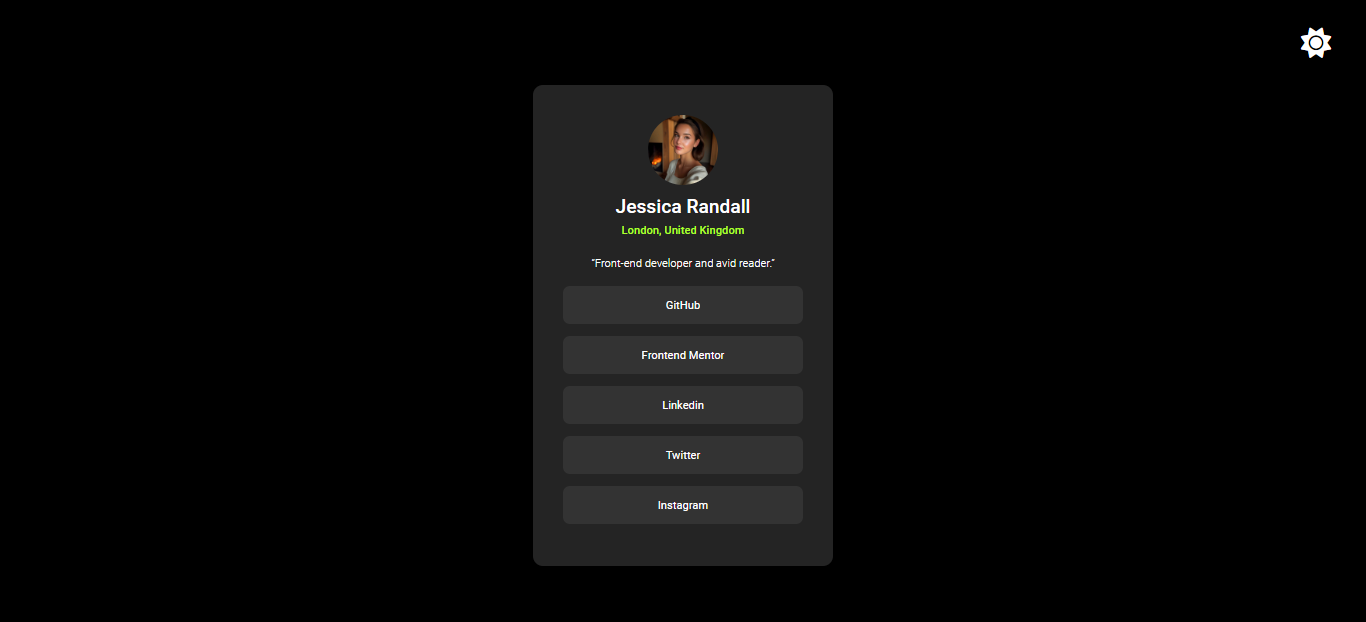 Jessica Randall
London, United Kingdom
“Front-end developer and avid reader.”
GitHub
Frontend Mentor
Linkedin
Twitter
Instagram